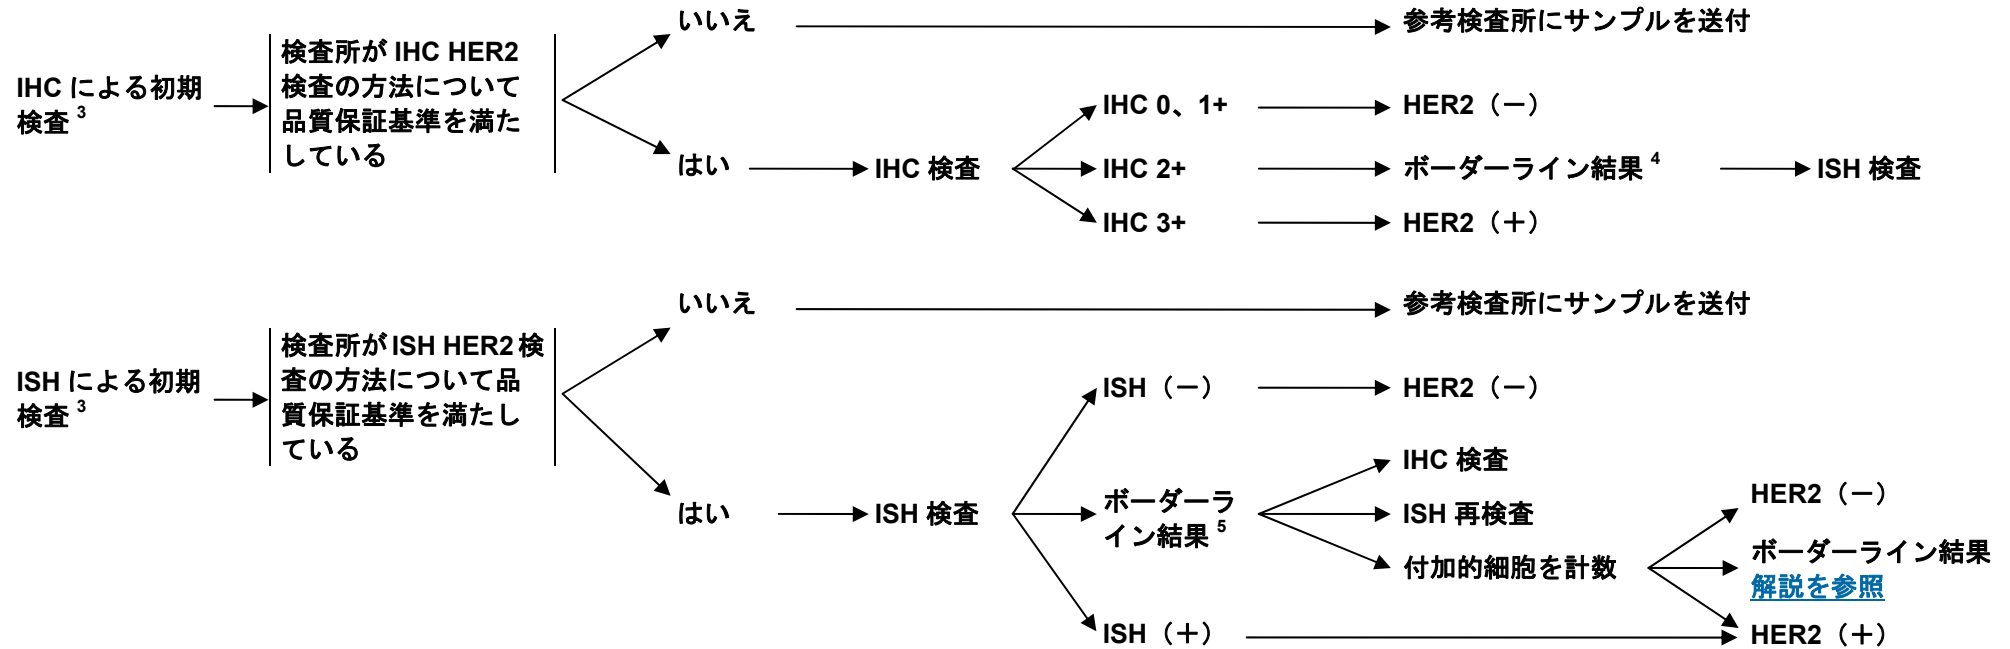 いいえ
参考検査所にサンプルを送付
IHC による初期
検査 3
検査所が IHC HER2
検査の方法について
品質保証基準を満た
している
IHC 0、1+
HER2（－）
はい
IHC 検査
IHC 2+
ボーダーライン結果 4
ISH 検査
IHC 3+
HER2（＋）
いいえ
参考検査所にサンプルを送付
ISH による初期
検査 3
検査所が ISH HER2 検
査の方法について品
質保証基準を満たし
ている
ISH（－）
HER2（－）
はい
ISH 検査
ボーダーラ
イン結果 5
IHC 検査
ISH 再検査
付加的細胞を計数
HER2（－）
ボーダーライン結果
解説を参照
ISH（＋）
HER2（＋）